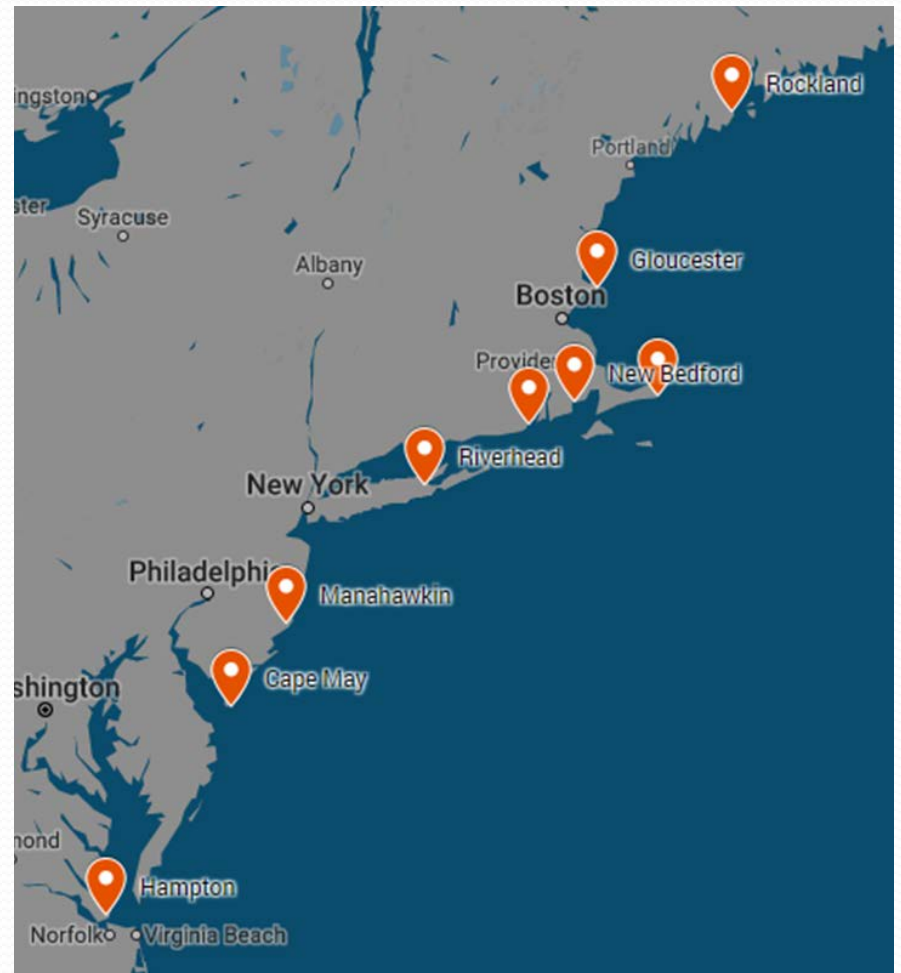 Rockland
ingston
Portland
ster
Syracuse
Albany
Gloucester
Boston
Provide
New Bedford
Riverhead
New York
Philadelphi
Manahawkin
Cape May
shington
mond
Hampton
Norfolk
Virginia Beach